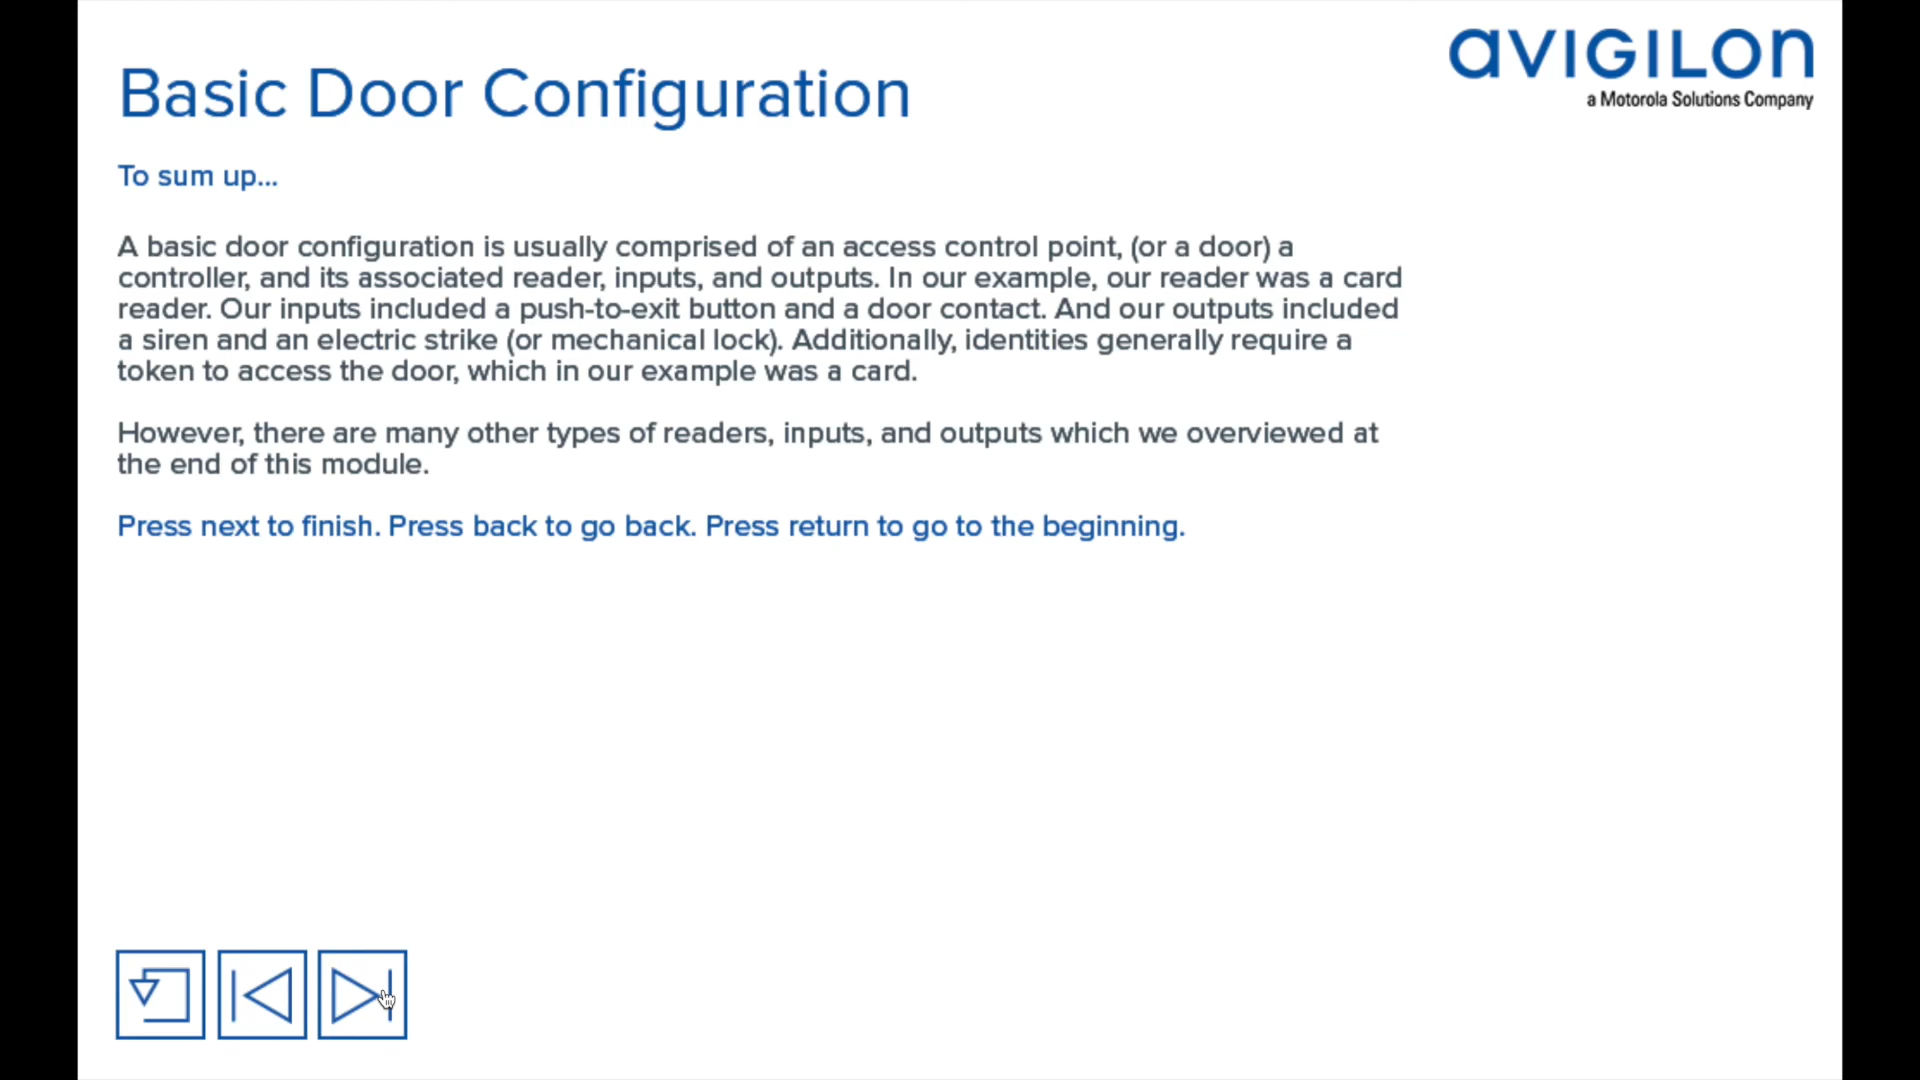 avigilon
a Motorola Solutions Company
Basic Door Configuration
To sum up...
A basic door configuration is usually comprised of an access control point, (or a door) a
controller, and its associated reader, inputs, and outputs. In our example, our reader was a card
reader. Our inputs included a push-to-exit button and a door contact. And our outputs included
a siren and an electric strike (or mechanical lock). Additionally, identities generally require a
token to access the door, which in our example was a card.
However, there are many other types of readers, inputs, and outputs which we overviewed at
the end of this module.
Press next to finish. Press back to go back. Press return to go to the beginning.